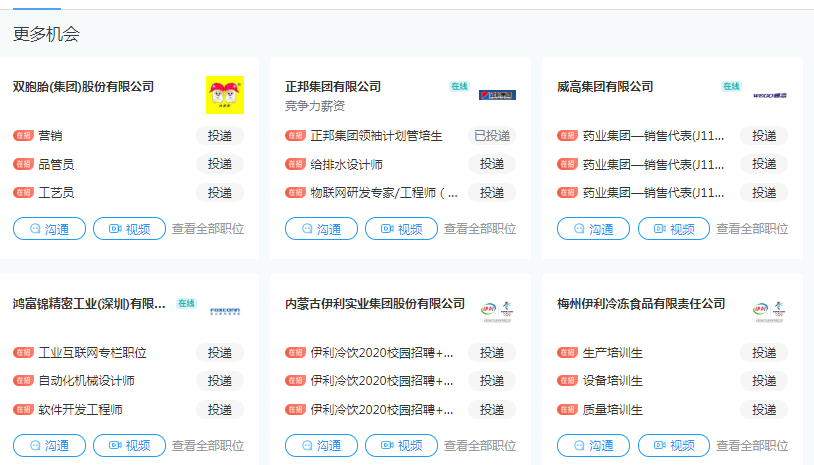 更多机会
双胞胎(集团)股份有限公司
在招 营销 投递
在招 品管员 投递
在招 工艺员 投递
沟通 视频 查看全部职位
正邦集团有限公司 在线
竞争力薪资
在招 正邦集团领袖计划管培生 已投递
在招 给排水设计师 投递
在招 物联网研发专家/工程师（... 投递
沟通 视频 查看全部职位
威高集团有限公司 在线
WEGO威高
在招 药业集团—销售代表(J11... 投递
在招 药业集团—销售代表(J11... 投递
在招 药业集团—销售代表(J11... 投递
沟通 视频 查看全部职位
鸿富锦精密工业(深圳)有限... 在线
FOXCONN
在招 工业互联网专栏职位 投递
在招 自动化机械设计师 投递
在招 软件开发工程师 投递
沟通 视频 查看全部职位
内蒙古伊利实业集团股份有限公司
伊利
在招 伊利冷饮2020校园招聘+... 投递
在招 伊利冷饮2020校园招聘+... 投递
在招 伊利冷饮2020校园招聘+... 投递
沟通 视频 查看全部职位
梅州伊利冷冻食品有限责任公司
伊利
在招 生产培训生 投递
在招 设备培训生 投递
在招 质量培训生 投递
沟通 视频 查看全部职位